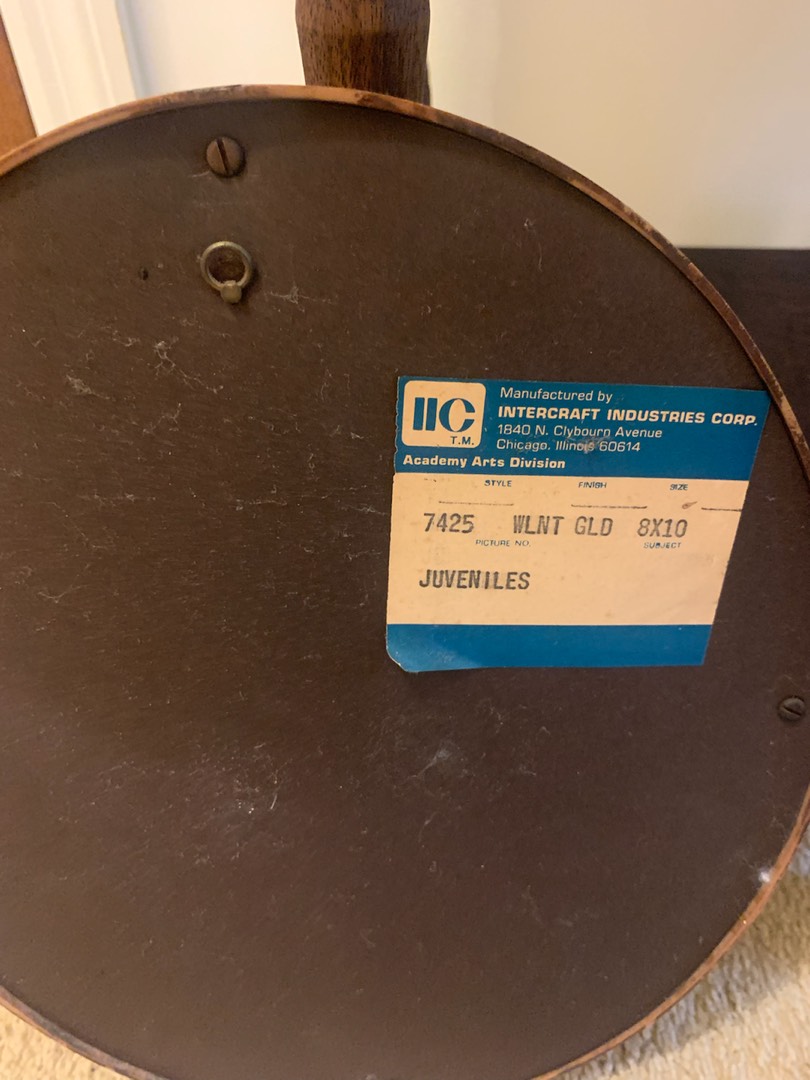 IIC
T.M.
Manufactured by
INTERCRAFT INDUSTRIES CORP.
1840 N. Clybourn Avenue
Chicago, Illinois 60614
Academy Arts Division
STYLE FINISH SIZE
7425 WLNT GLD 8X10
PICTURE NO. SUBJECT
JUVENILES